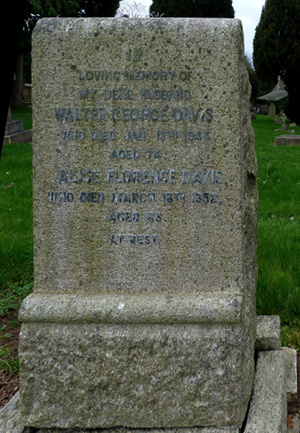 IN
LOVING MEMORY OF
MY DEAR HUSBAND
WALTER GEORGE DAVIS
WHO DIED JAN
AGED 74
FLORENCE DAVIS
WHO DIED MARCH 18TH
AGED
AT REST